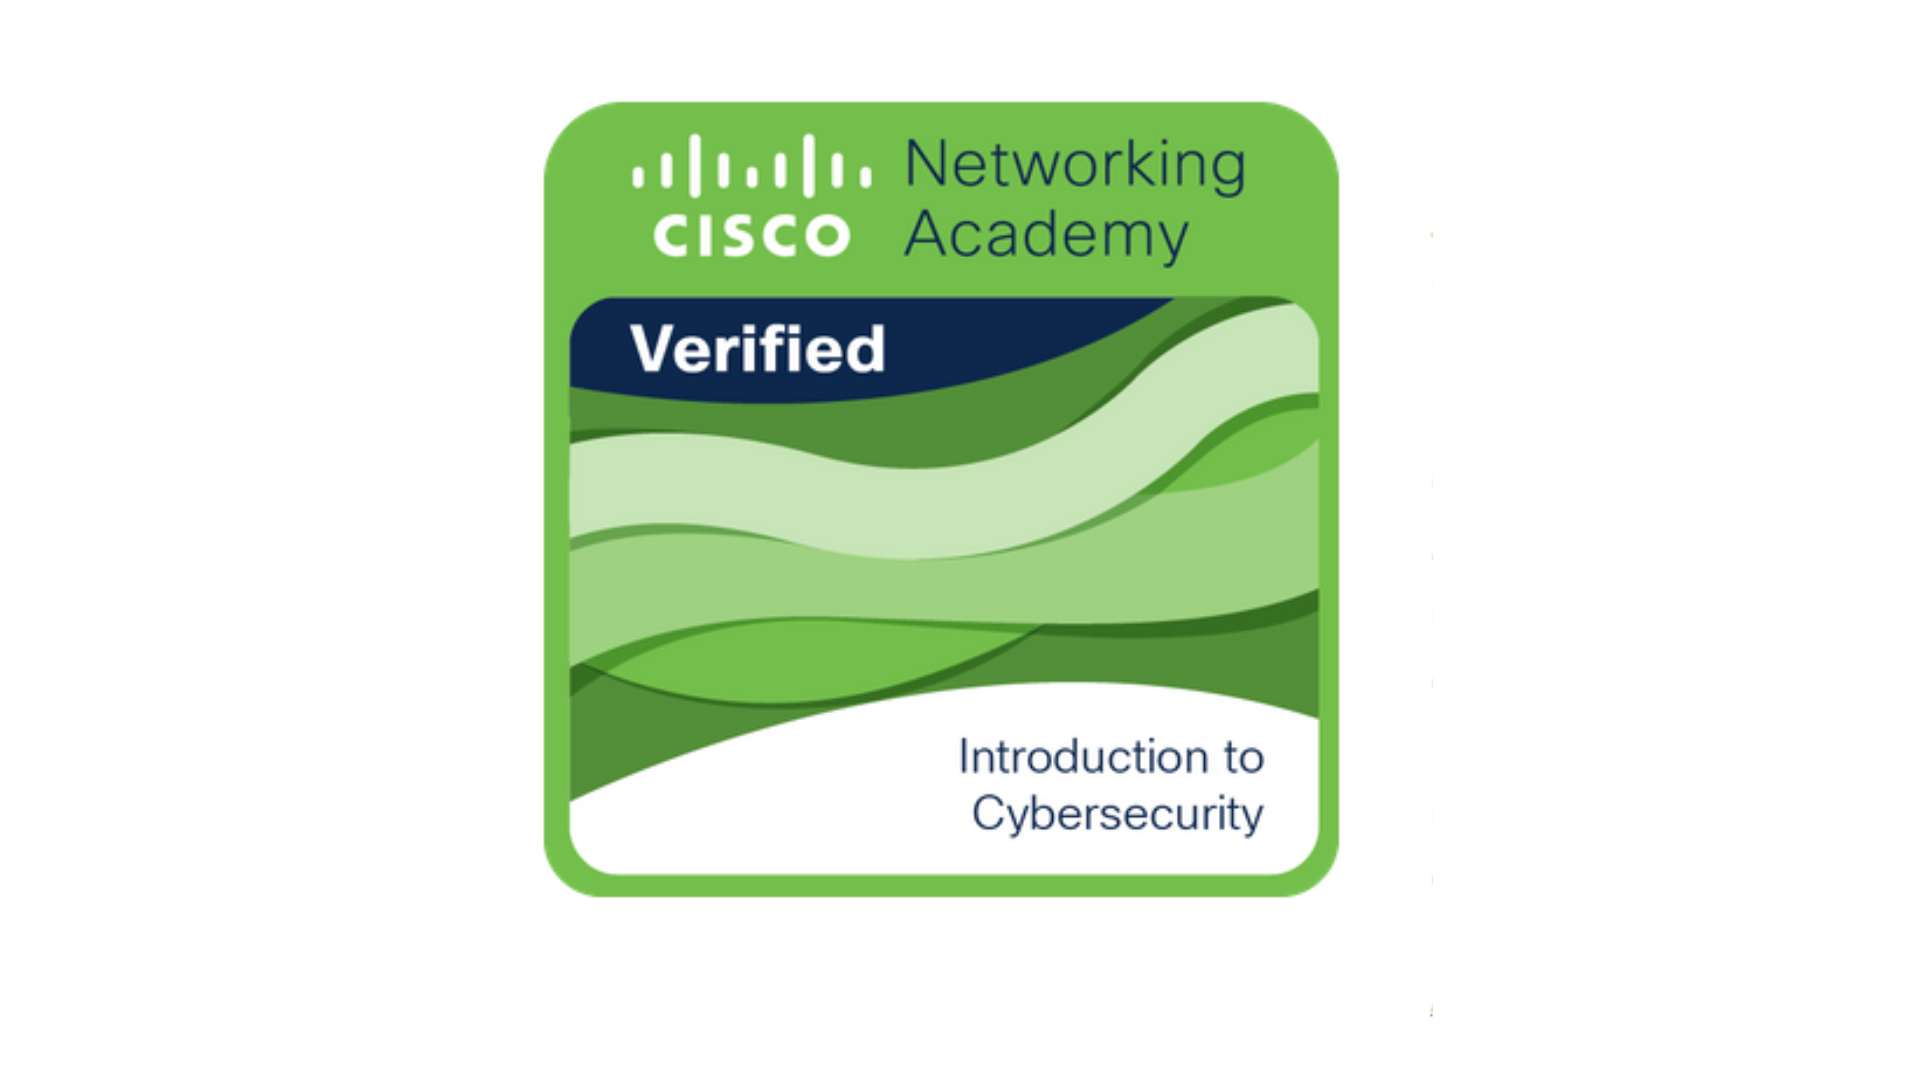 CISCO
Networking
Academy
Verified
Introduction to
Cybersecurity